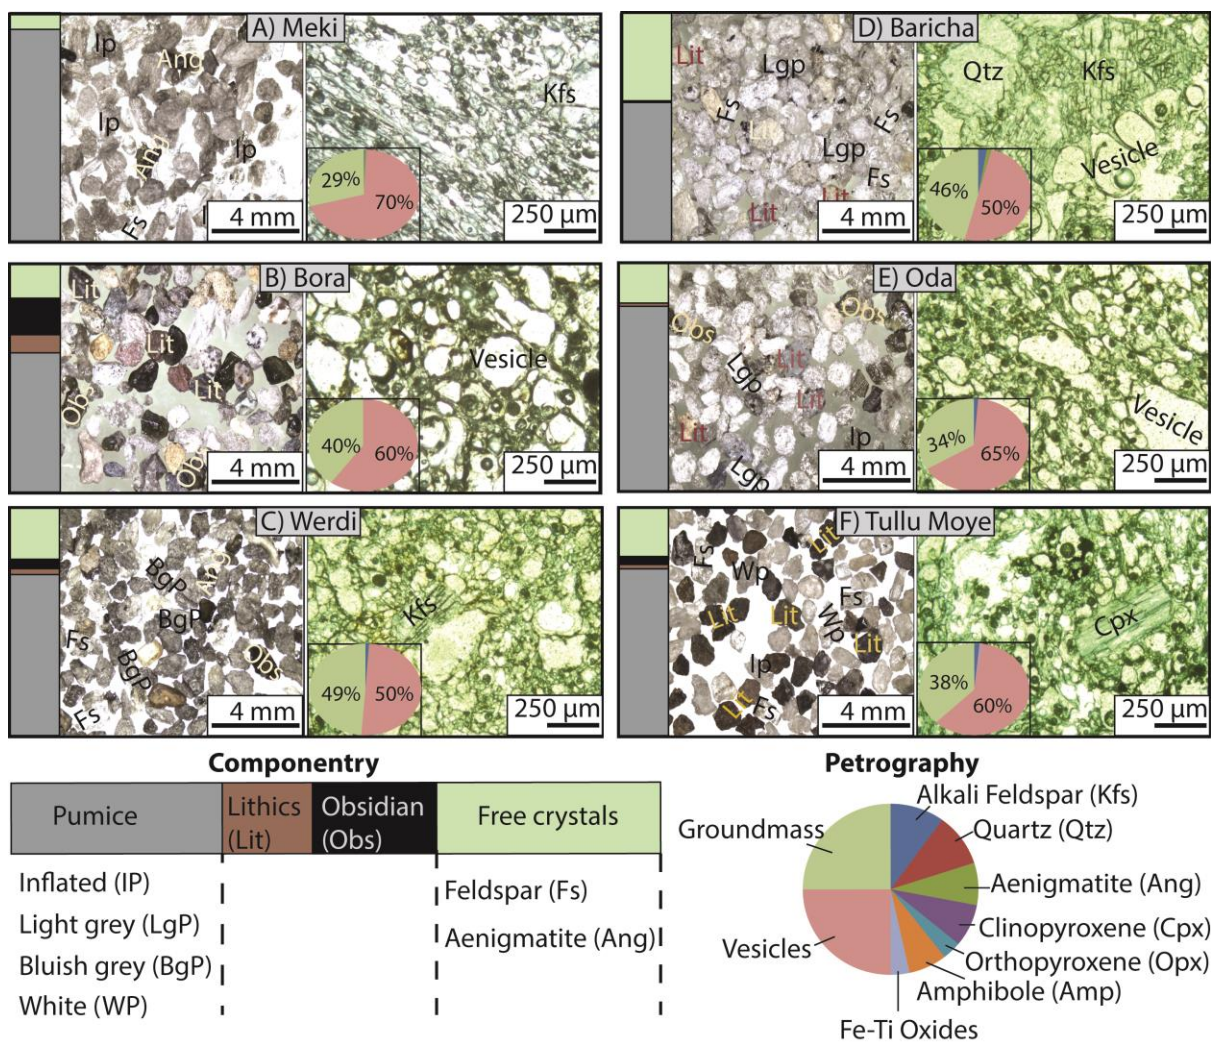 A) Meki
Ip
Ang
Ip
Ang
Ip
Fs
4 mm
Kfs
29%
70%
250 µm
D) Baricha
Lit
Lgp
Fs
Fs
Lgp
Fs
Lit
Lit
4 mm
Qtz
Kfs
Vesicle
46%
50%
250 µm
B) Bora
Lit
Lit
Lit
Obs
Obs
4 mm
Vesicle
40%
60%
250 µm
E) Oda
Obs
Obs
Lit
Lgp
Lit
Lit
Ip
Lgp
4 mm
Vesicle
34%
65%
250 µm
C) Werdi
BgP
Ang
BgP
Fs
BgP
Obs
Fs
4 mm
Kfs
49%
50%
250 µm
F) Tullu Moye
Fs
Lit
Wp
Fs
Lit
Lit
Wp
Lit
Ip
Lit
Fs
4 mm
Cpx
38%
60%
250 µm
Componentry
Pumice
Lithics
(Lit)
Obsidian
(Obs)
Free crystals
Inflated (IP)
Light grey (LgP)
Bluish grey (BgP)
White (WP)
Feldspar (Fs)
Aenigmatite (Ang)
Petrography
Alkali Feldspar (Kfs)
Groundmass
Quartz (Qtz)
Aenigmatite (Ang)
Clinopyroxene (Cpx)
Vesicles
Orthopyroxene (Opx)
Amphibole (Amp)
Fe-Ti Oxides